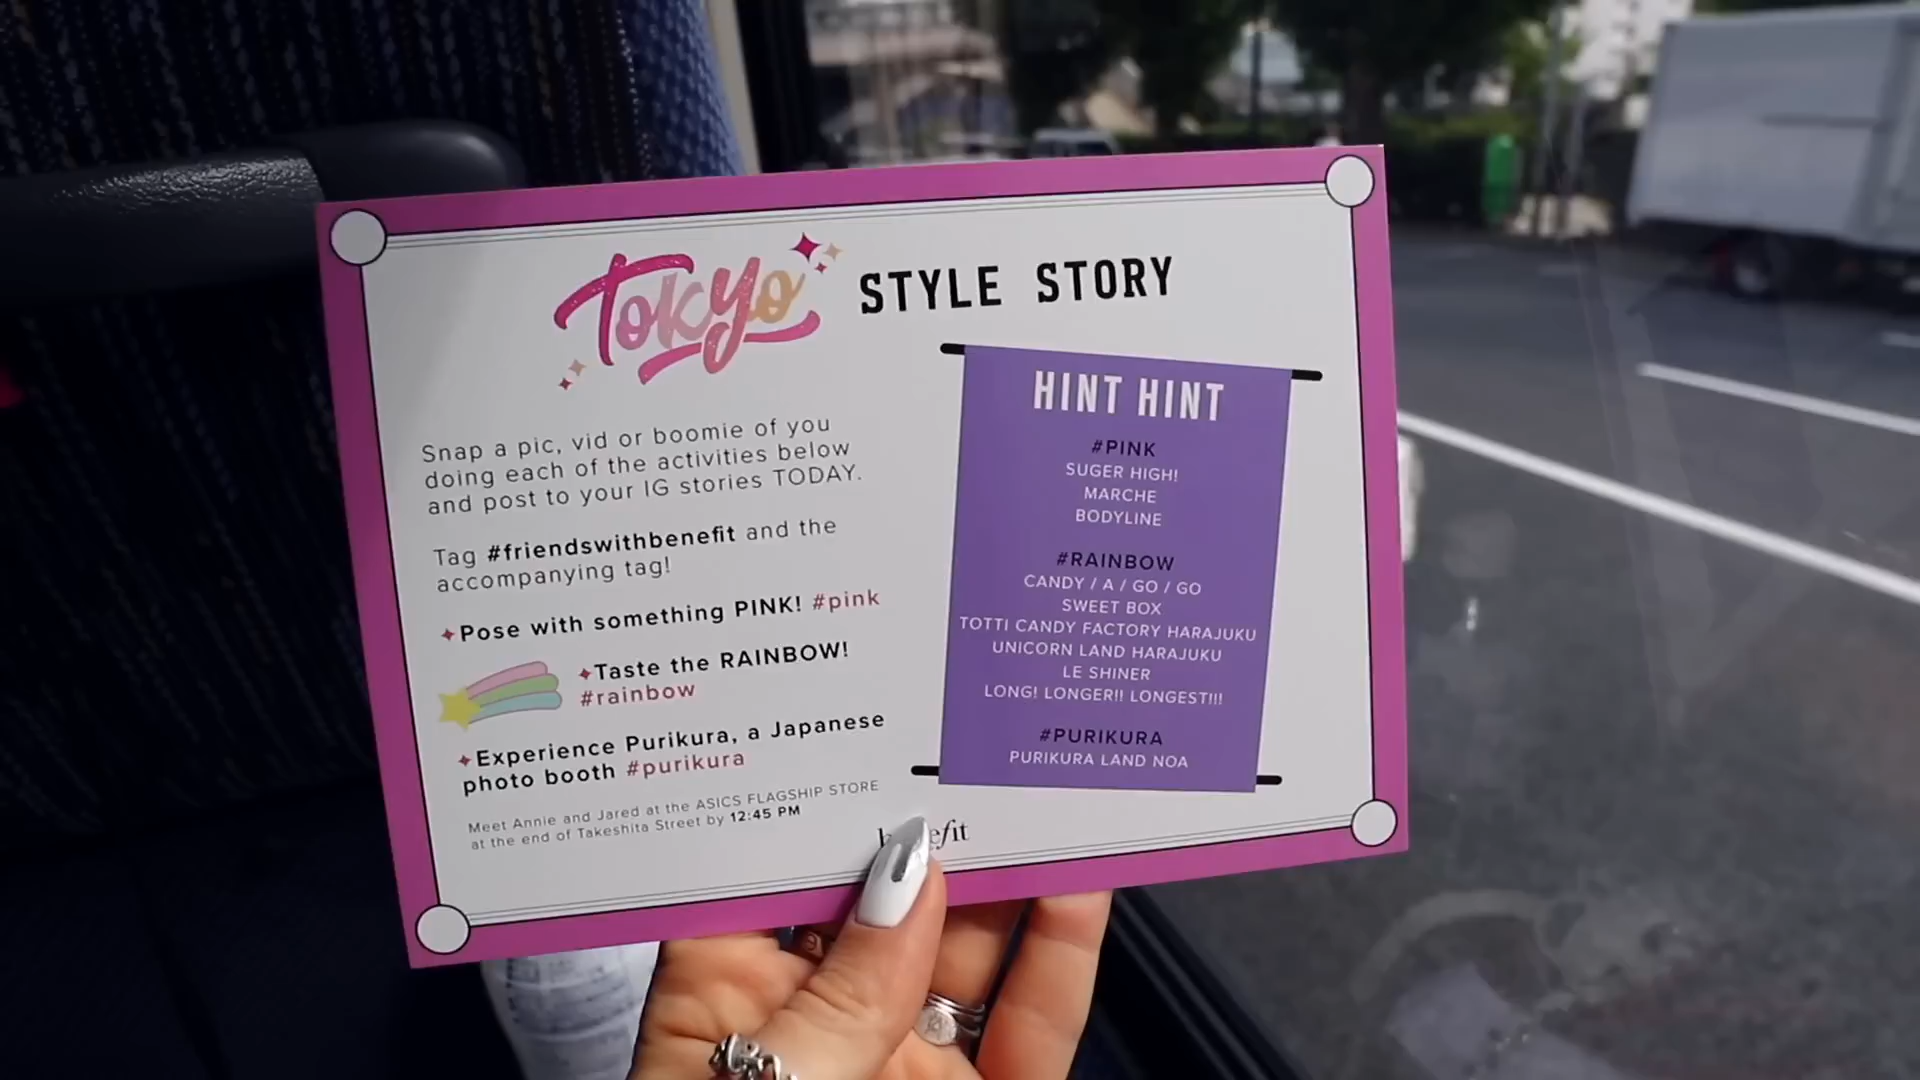 Tokyo STYLE STORY
Snap a pic, vid or boomie of you
doing each of the activities below
and post to your IG stories TODAY.
Tag #friendswithbenefit and the
accompanying tag!
Pose with something PINK! #pink
Taste the RAINBOW!
#rainbow
Experience Purikura, a Japanese
photo booth #purikura
Meet Annie and Jared at the ASICS FLAGSHIP STORE
at the end of Takeshita Street by 12:45 PM
HINT HINT
#PINK
SUGER HIGH!
MARCHE
BODYLINE
#RAINBOW
CANDY / A / GO / GO
SWEET BOX
TOTTI CANDY FACTORY HARAJUKU
UNICORN LAND HARAJUKU
LE SHINER
LONG! LONGER!! LONGEST!!!
#PURIKURA
PURIKURA LAND NOA